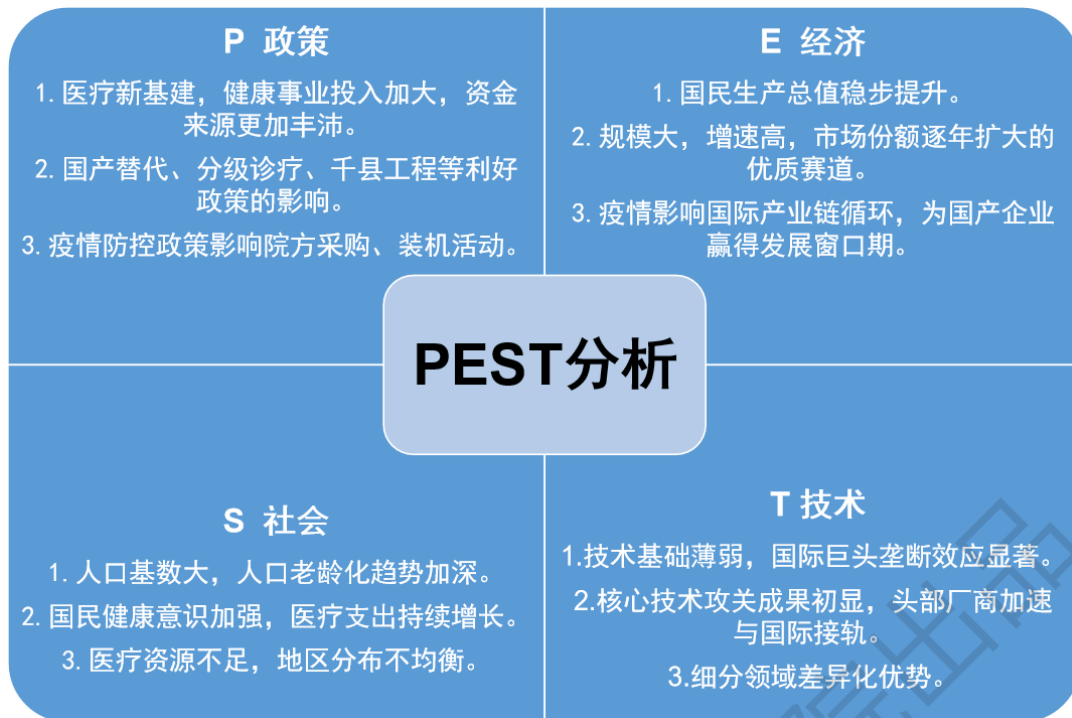 P 政策
1. 医疗新基建，健康事业投入加大，资金
来源更加丰沛。
2. 国产替代、分级诊疗、千县工程等利好
政策的影响。
3. 疫情防控政策影响院方采购、装机活动。
E 经济
1. 国民生产总值稳步提升。
2. 规模大，增速高，市场份额逐年扩大的
优质赛道。
3. 疫情影响国际产业链循环，为国产企业
赢得发展窗口期。
PEST分析
S 社会
1. 人口基数大，人口老龄化趋势加深。
2. 国民健康意识加强，医疗支出持续增长。
3. 医疗资源不足，地区分布不均衡。
T 技术
1.技术基础薄弱，国际巨头垄断效应显著。
2.核心技术攻关成果初显，头部厂商加速
与国际接轨。
3.细分领域差异化优势。
院出品